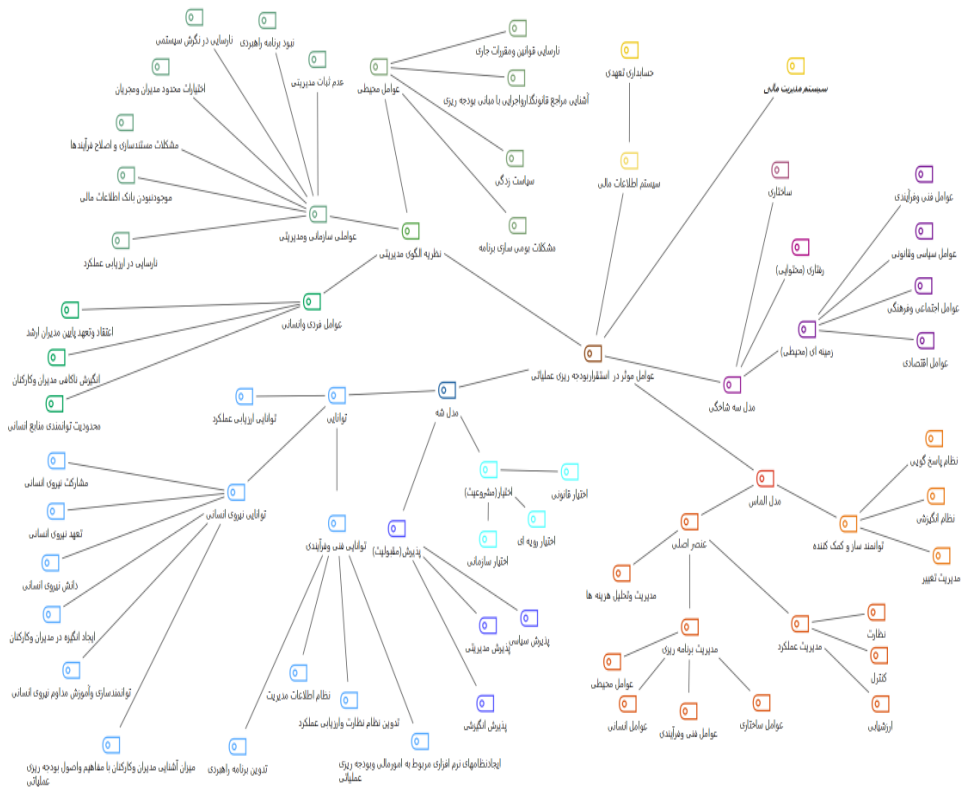 نارسایی در نگرش سیستمی
نبود برنامه راهبردی
عدم ثبات مدیریتی
اختیارات محدود مدیران ومجریان
مشکلات مستندسازی و اصلاح فرآیندها
موجودنبودن بانک اطلاعات مالی
نارسایی در ارزیابی عملکرد
عواملی سازمانی ومدیریتی
عوامل محیطی
نارسایی قوانین ومقررات جاری
آشنایی مراجع قانونگذارواجرایی با مبانی بودجه ریزی
سیاست زدگی
مشکلات بومی سازی برنامه
نظریه الگوی مدیریتی
عوامل فردی وانسانی
اعتقاد وتعهد پایین مدیران ارشد
انگیزش ناکافی مدیران وکارکنان
محدودیت توانمندی منابع انسانی
حسابداری تعهدی
سیستم اطلاعات مالی
سیستم مدیریت مالی
ساختاری
رفتاری (محتوایی)
زمینه ای (محیطی)
عوامل فنی وفرآیندی
عوامل سیاسی وقانونی
عوامل اجتماعی وفرهنگی
عوامل اقتصادی
مدل سه شاخگی
عوامل موثر در استقراربودجه ریزی عملیاتی
مدل شه
توانایی
توانایی ارزیابی عملکرد
توانایی نیروی انسانی
مشارکت نیروی انسانی
تعهد نیروی انسانی
دانش نیروی انسانی
ایجاد انگیزه در مدیران وکارکنان
توانمندسازی وآموزش مداوم نیروی انسانی
میزان آشنایی مدیران وکارکنان با مفاهیم واصول بودجه ریزی
عملیاتی
توانایی فنی وفرآیندی
تدوین برنامه راهبردی
نظام اطلاعات مدیریت
تدوین نظام نظارت وارزیابی عملکرد
ایجادنظامهای نرم افزاری مربوط به امورمالی وبودجه ریزی
عملیاتی
پذیرش (مقبولیت)
پذیرش سیاسی
پذیرش مدیریتی
پذیرش انگیزشی
اختیار(مشروعیت)
اختیار قانونی
اختیار رویه ای
اختیار سازمانی
مدل الماس
عنصر اصلی
مدیریت وتحلیل هزینه ها
مدیریت برنامه ریزی
عوامل محیطی
عوامل انسانی
عوامل فنی وفرآیندی
عوامل ساختاری
مدیریت عملکرد
نظارت
کنترل
ارزشیابی
توانمند ساز و کمک کننده
نظام پاسخ گویی
نظام انگیزشی
مدیریت تغییر